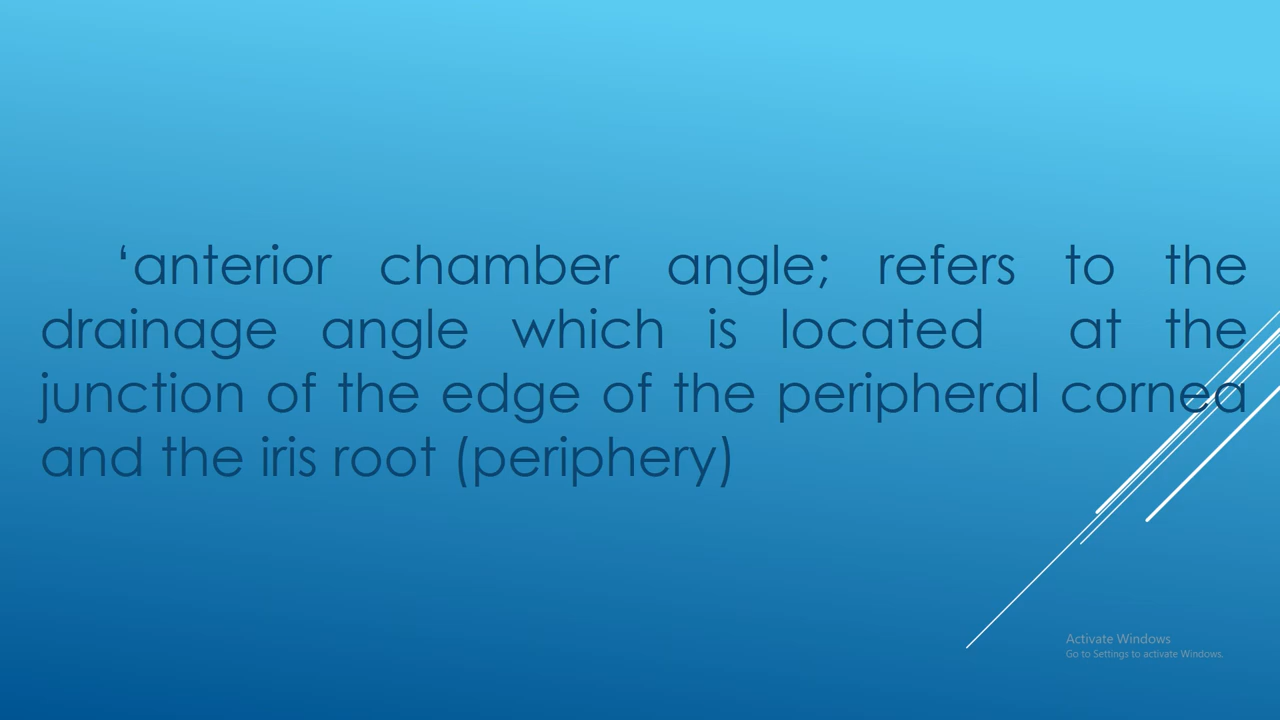 ‘anterior chamber angle; refers to the
drainage angle which is located at the
junction of the edge of the peripheral cornea
and the iris root (periphery)
Activate Windows
Go to Settings to activate Windows.